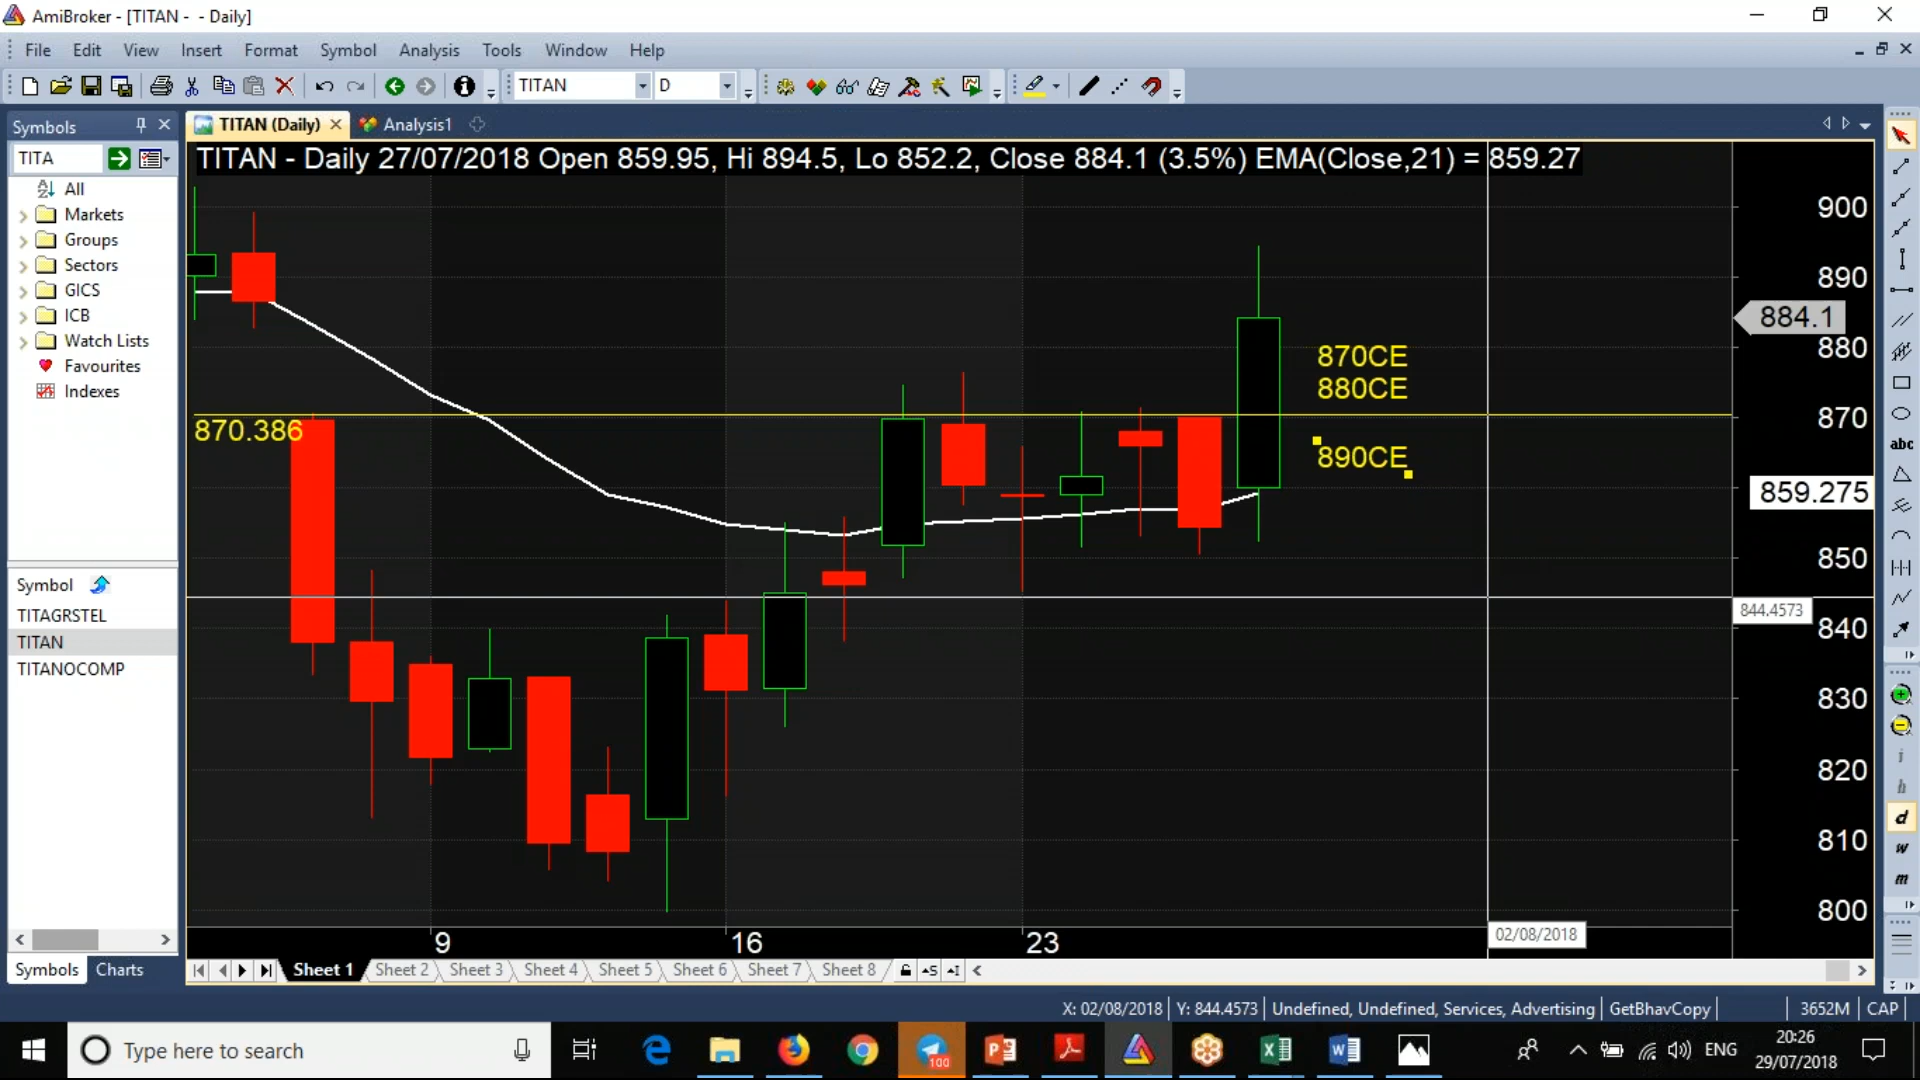 AmiBroker - [TITAN -  - Daily]
File Edit View Insert Format Symbol Analysis Tools Window Help
TITAN D
Symbols TITAN (Daily) Analysis1
TITA
TITAN - Daily 27/07/2018 Open 859.95, Hi 894.5, Lo 852.2, Close 884.1 (3.5%) EMA(Close,21) = 859.27
All
Markets
Groups
Sectors
GICS
ICB
Watch Lists
Favourites
Indexes
Symbol
TITAGRSTEL
TITAN
TITANOCOMP
Symbols Charts
870.386
870CE
880CE
890CE
900
890
884.1
880
870
859.275
850
844.4573
840
830
820
810
800
9 16 23 02/08/2018
abc
i
h
d
w
m
Sheet 1 Sheet 2 Sheet 3 Sheet 4 Sheet 5 Sheet 6 Sheet 7 Sheet 8
X: 02/08/2018 Y: 844.4573 Undefined, Undefined, Services, Advertising GetBhavCopy 3652M CAP
Type here to search
100
ENG
20:26
29/07/2018